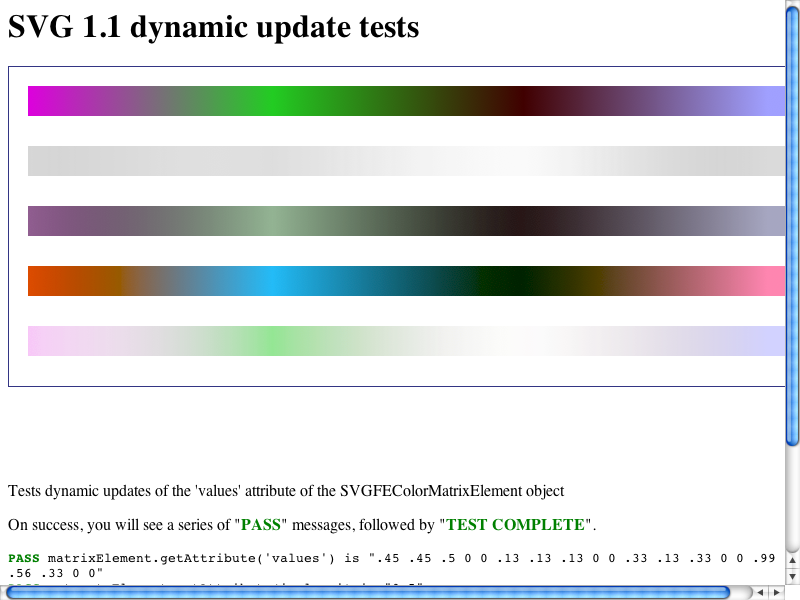 SVG 1.1 dynamic update tests
Tests dynamic updates of the 'values' attribute of the SVGFEColorMatrixElement object
On success, you will see a series of "PASS" messages, followed by "TEST COMPLETE".
PASS matrixElement.getAttribute('values') is ".45 .45 .5 0 0 .13 .13 .13 0 0 .33 .13 .33 0 0 .99
.56 .33 0 0"